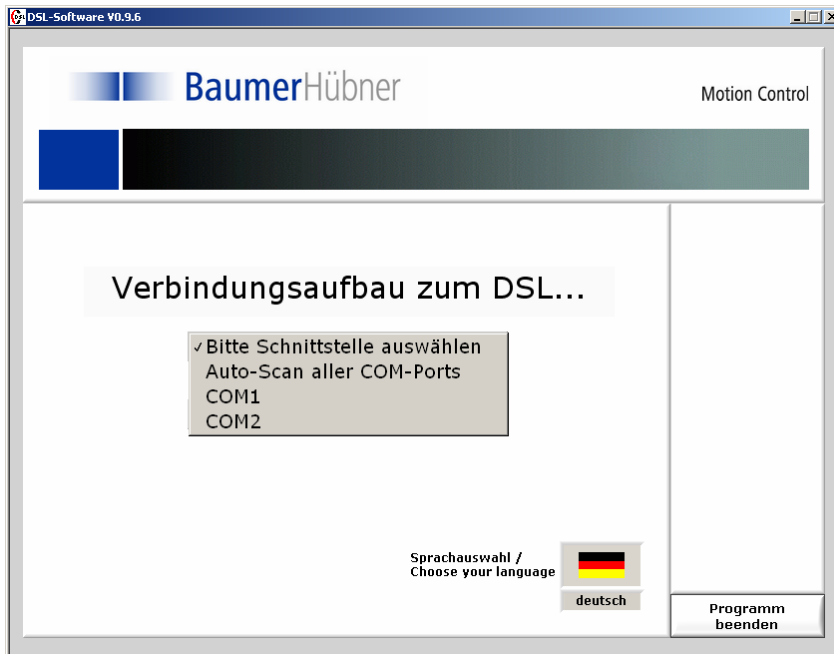 DSL-Software V0.9.6
BaumerHübner
Motion Control
Verbindungsaufbau zum DSL...
✓Bitte Schnittstelle auswählen
Auto-Scan aller COM-Ports
COM1
COM2
Sprachauswahl /
Choose your language
deutsch
Programm
beenden